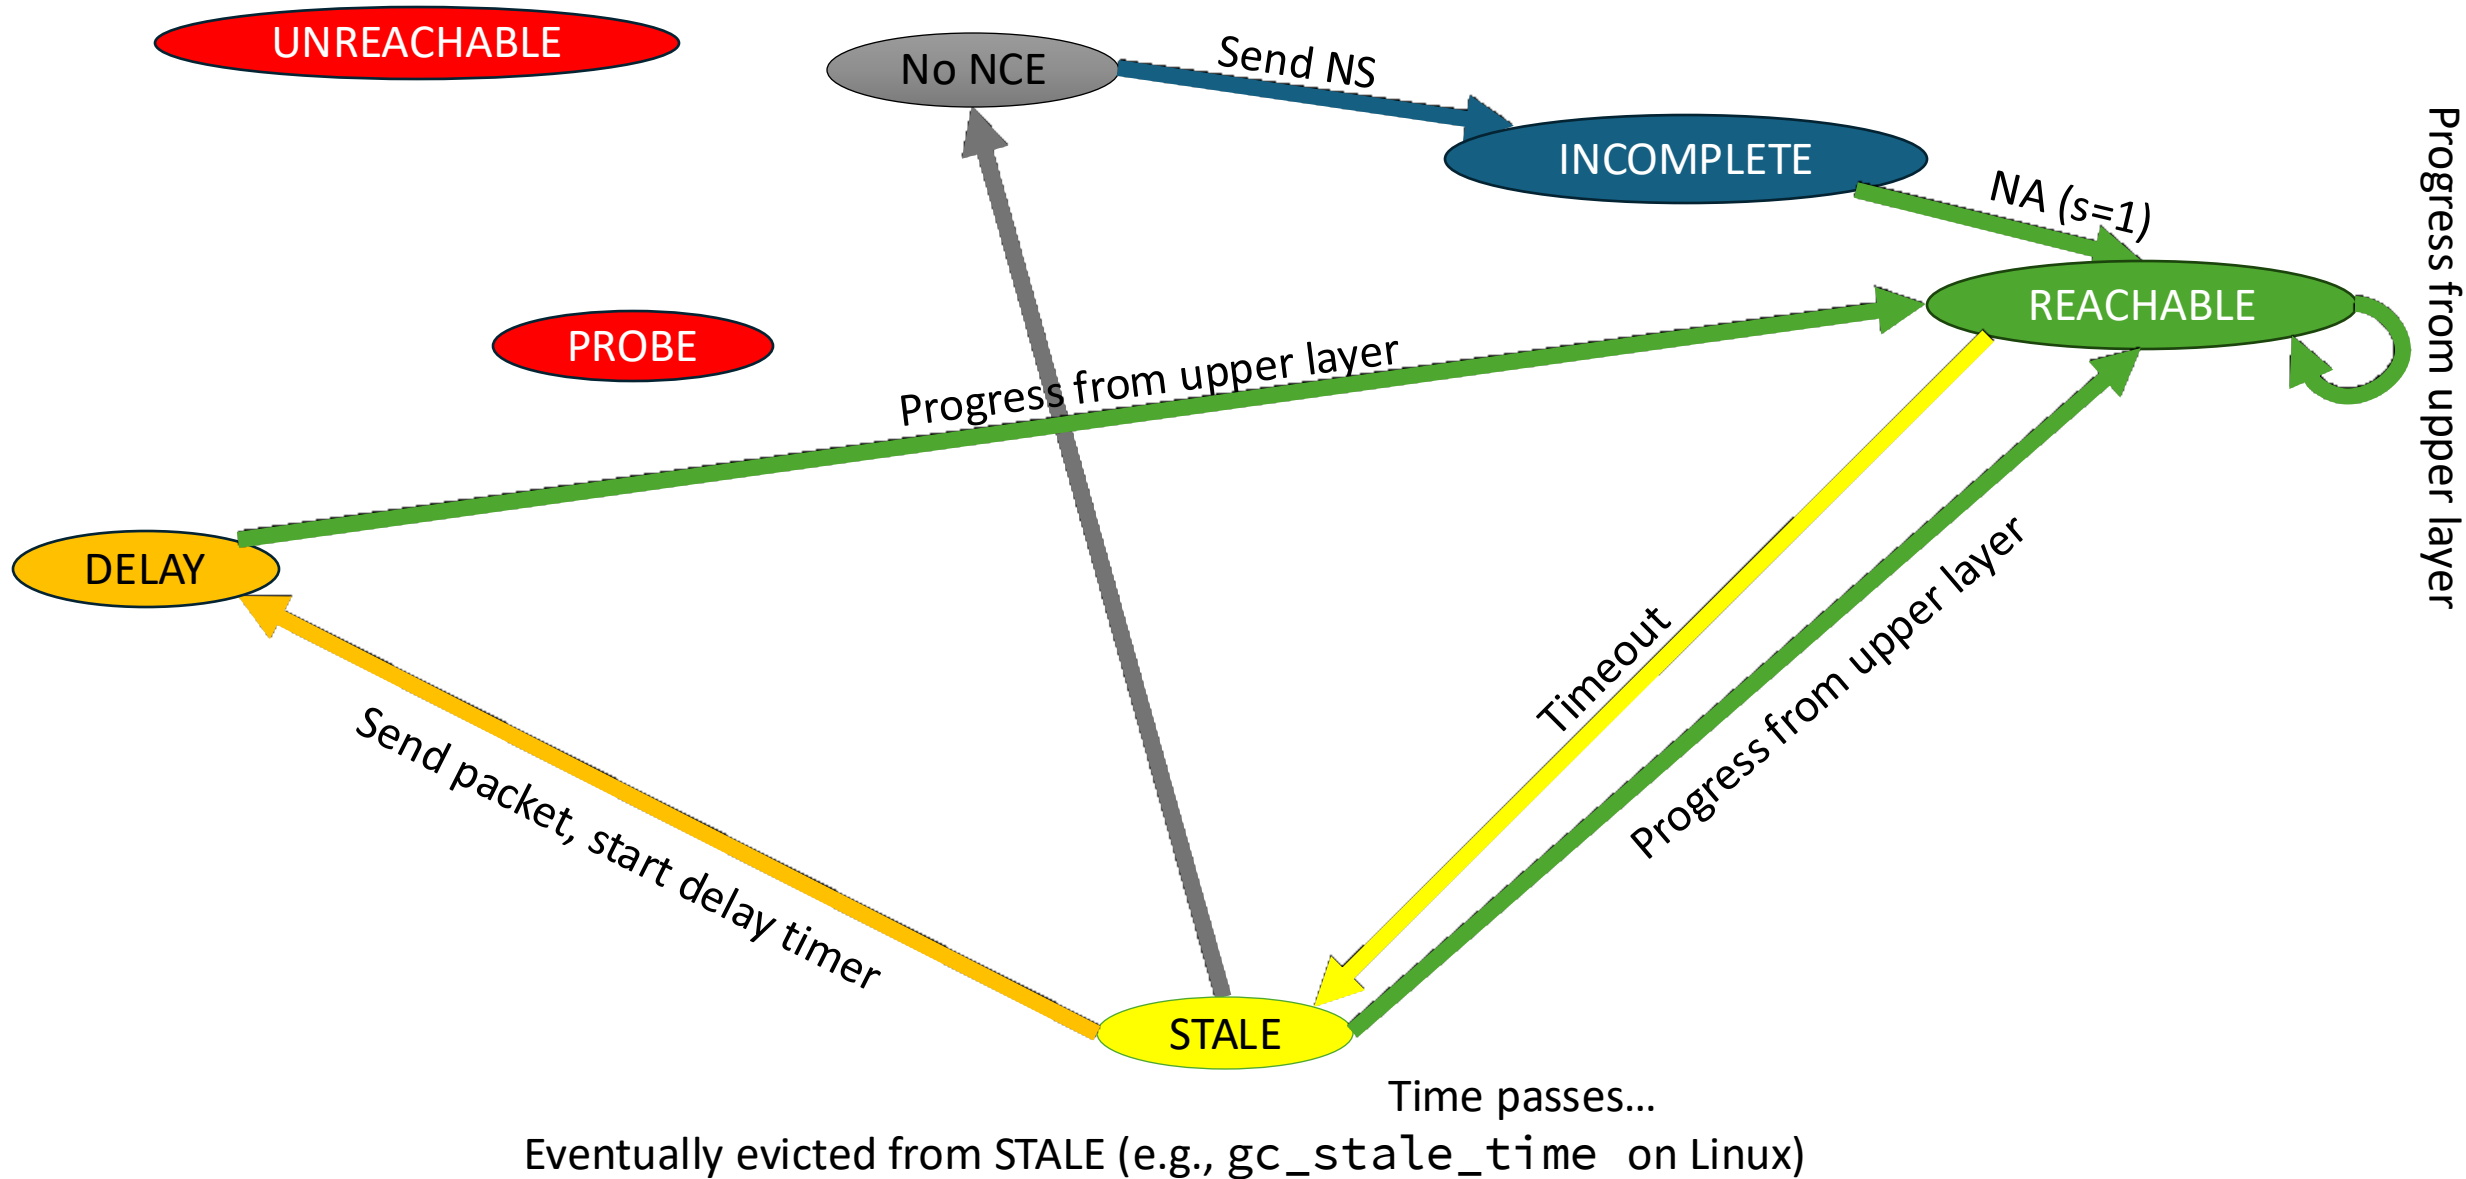 UNREACHABLE
No NCE
Send NS
INCOMPLETE
NA (s=1)
REACHABLE
Progress from upper layer
PROBE
Progress from upper layer
DELAY
Timeout
Progress from upper layer
Send packet, start delay timer
STALE
Time passes...
Eventually evicted from STALE (e.g., gc_stale_time on Linux)